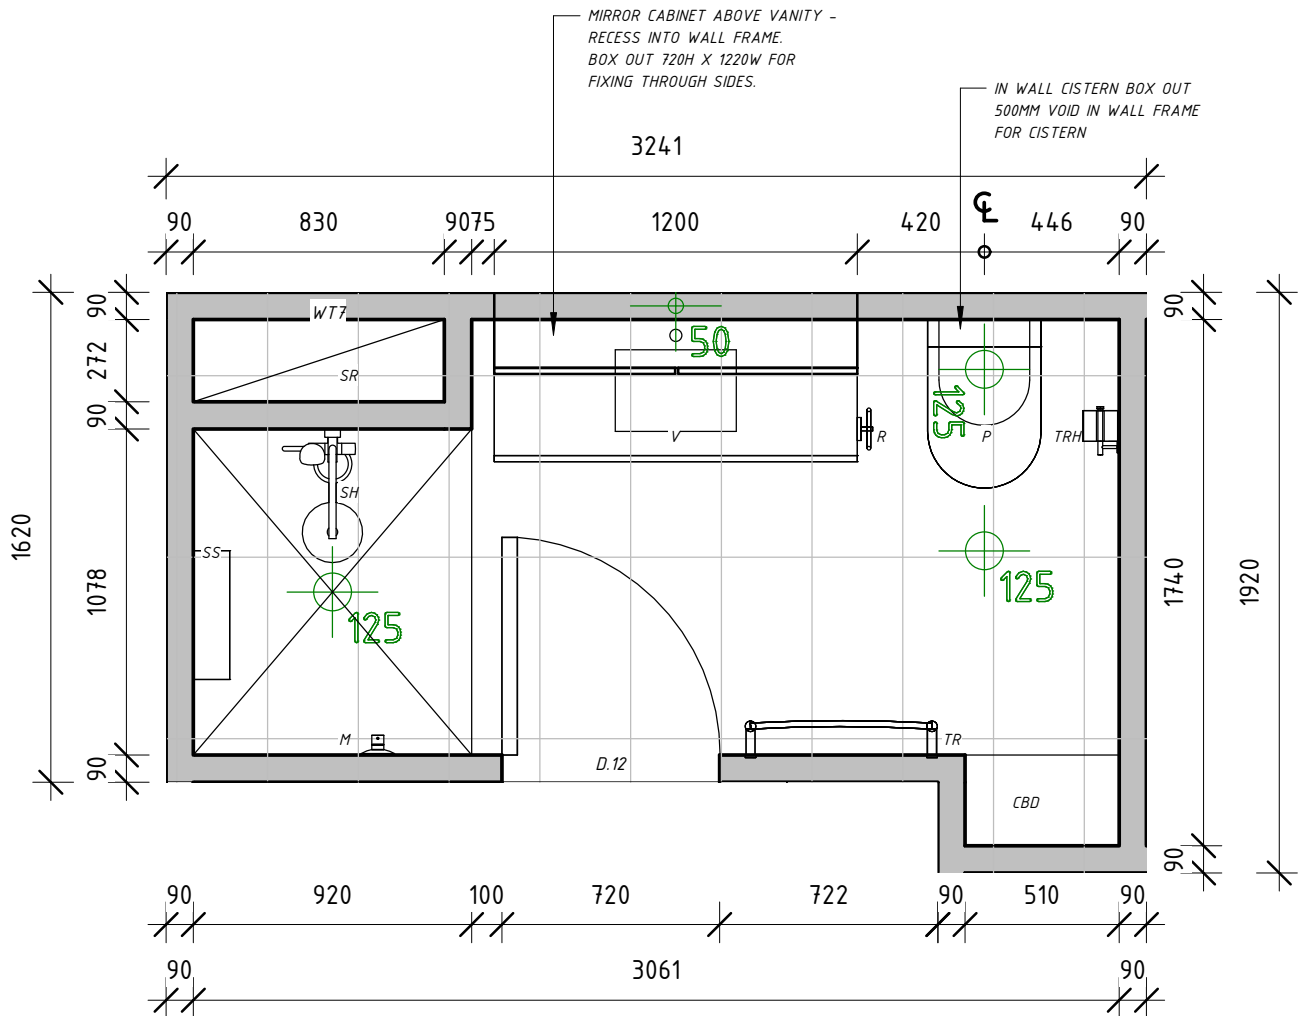 MIRROR CABINET ABOVE VANITY -
RECESS INTO WALL FRAME.
BOX OUT 720H X 1220W FOR
FIXING THROUGH SIDES.
IN WALL CISTERN BOX OUT
500MM VOID IN WALL FRAME
FOR CISTERN
3241
90 830 90 75 1200 420 ℄ 446 90
90 WT7 90
50
272 SR
90 125
V R P TRH
SH
1620 SS 1078 1740 1920
125 125
M TR
90 D.12
CBD
90
90 920 100 720 722 90 510 90
90 3061 90